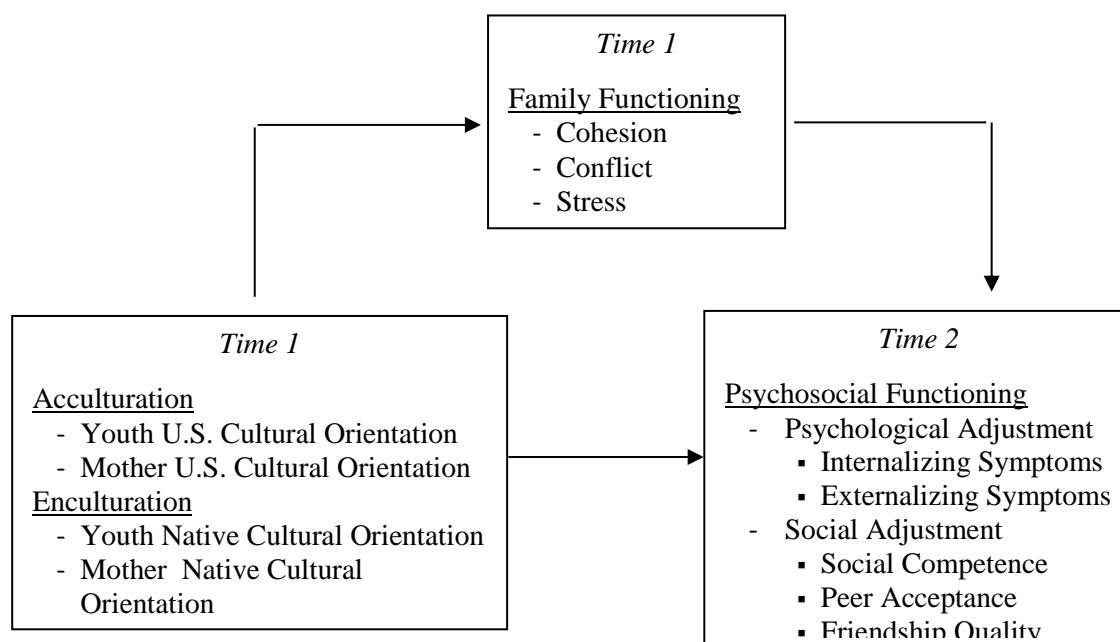 Time 1
Family Functioning
- Cohesion
- Conflict
- Stress
Time 1
Acculturation
- Youth U.S. Cultural Orientation
- Mother U.S. Cultural Orientation
Enculturation
- Youth Native Cultural Orientation
- Mother Native Cultural
Orientation
Time 2
Psychosocial Functioning
- Psychological Adjustment
▪ Internalizing Symptoms
▪ Externalizing Symptoms
- Social Adjustment
▪ Social Competence
▪ Peer Acceptance
▪ Friendship Quality